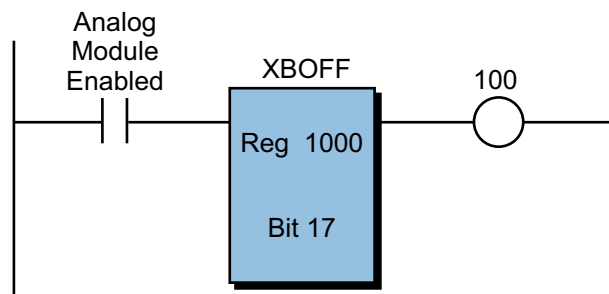 Analog
Module
Enabled
XBOFF
100
Reg 1000
Bit 17